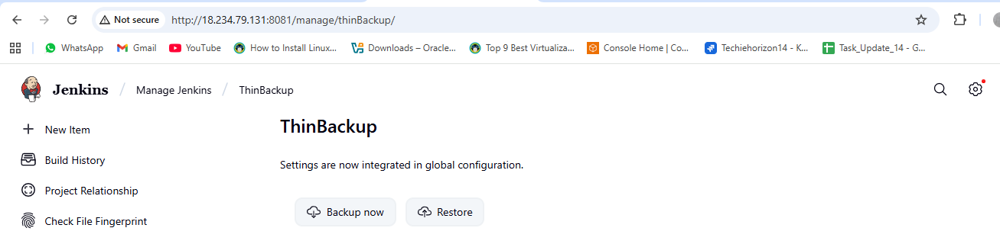 Not secure http://18.234.79.131:8081/manage/thinBackup/
WhatsApp Gmail YouTube How to Install Linux... Downloads – Oracle... Top 9 Best Virtualiza... Console Home | Co... Techiehorizon14 - K... Task_Update_14 - G...
Jenkins / Manage Jenkins / ThinBackup
New Item
Build History
Project Relationship
Check File Fingerprint
ThinBackup
Settings are now integrated in global configuration.
Backup now Restore